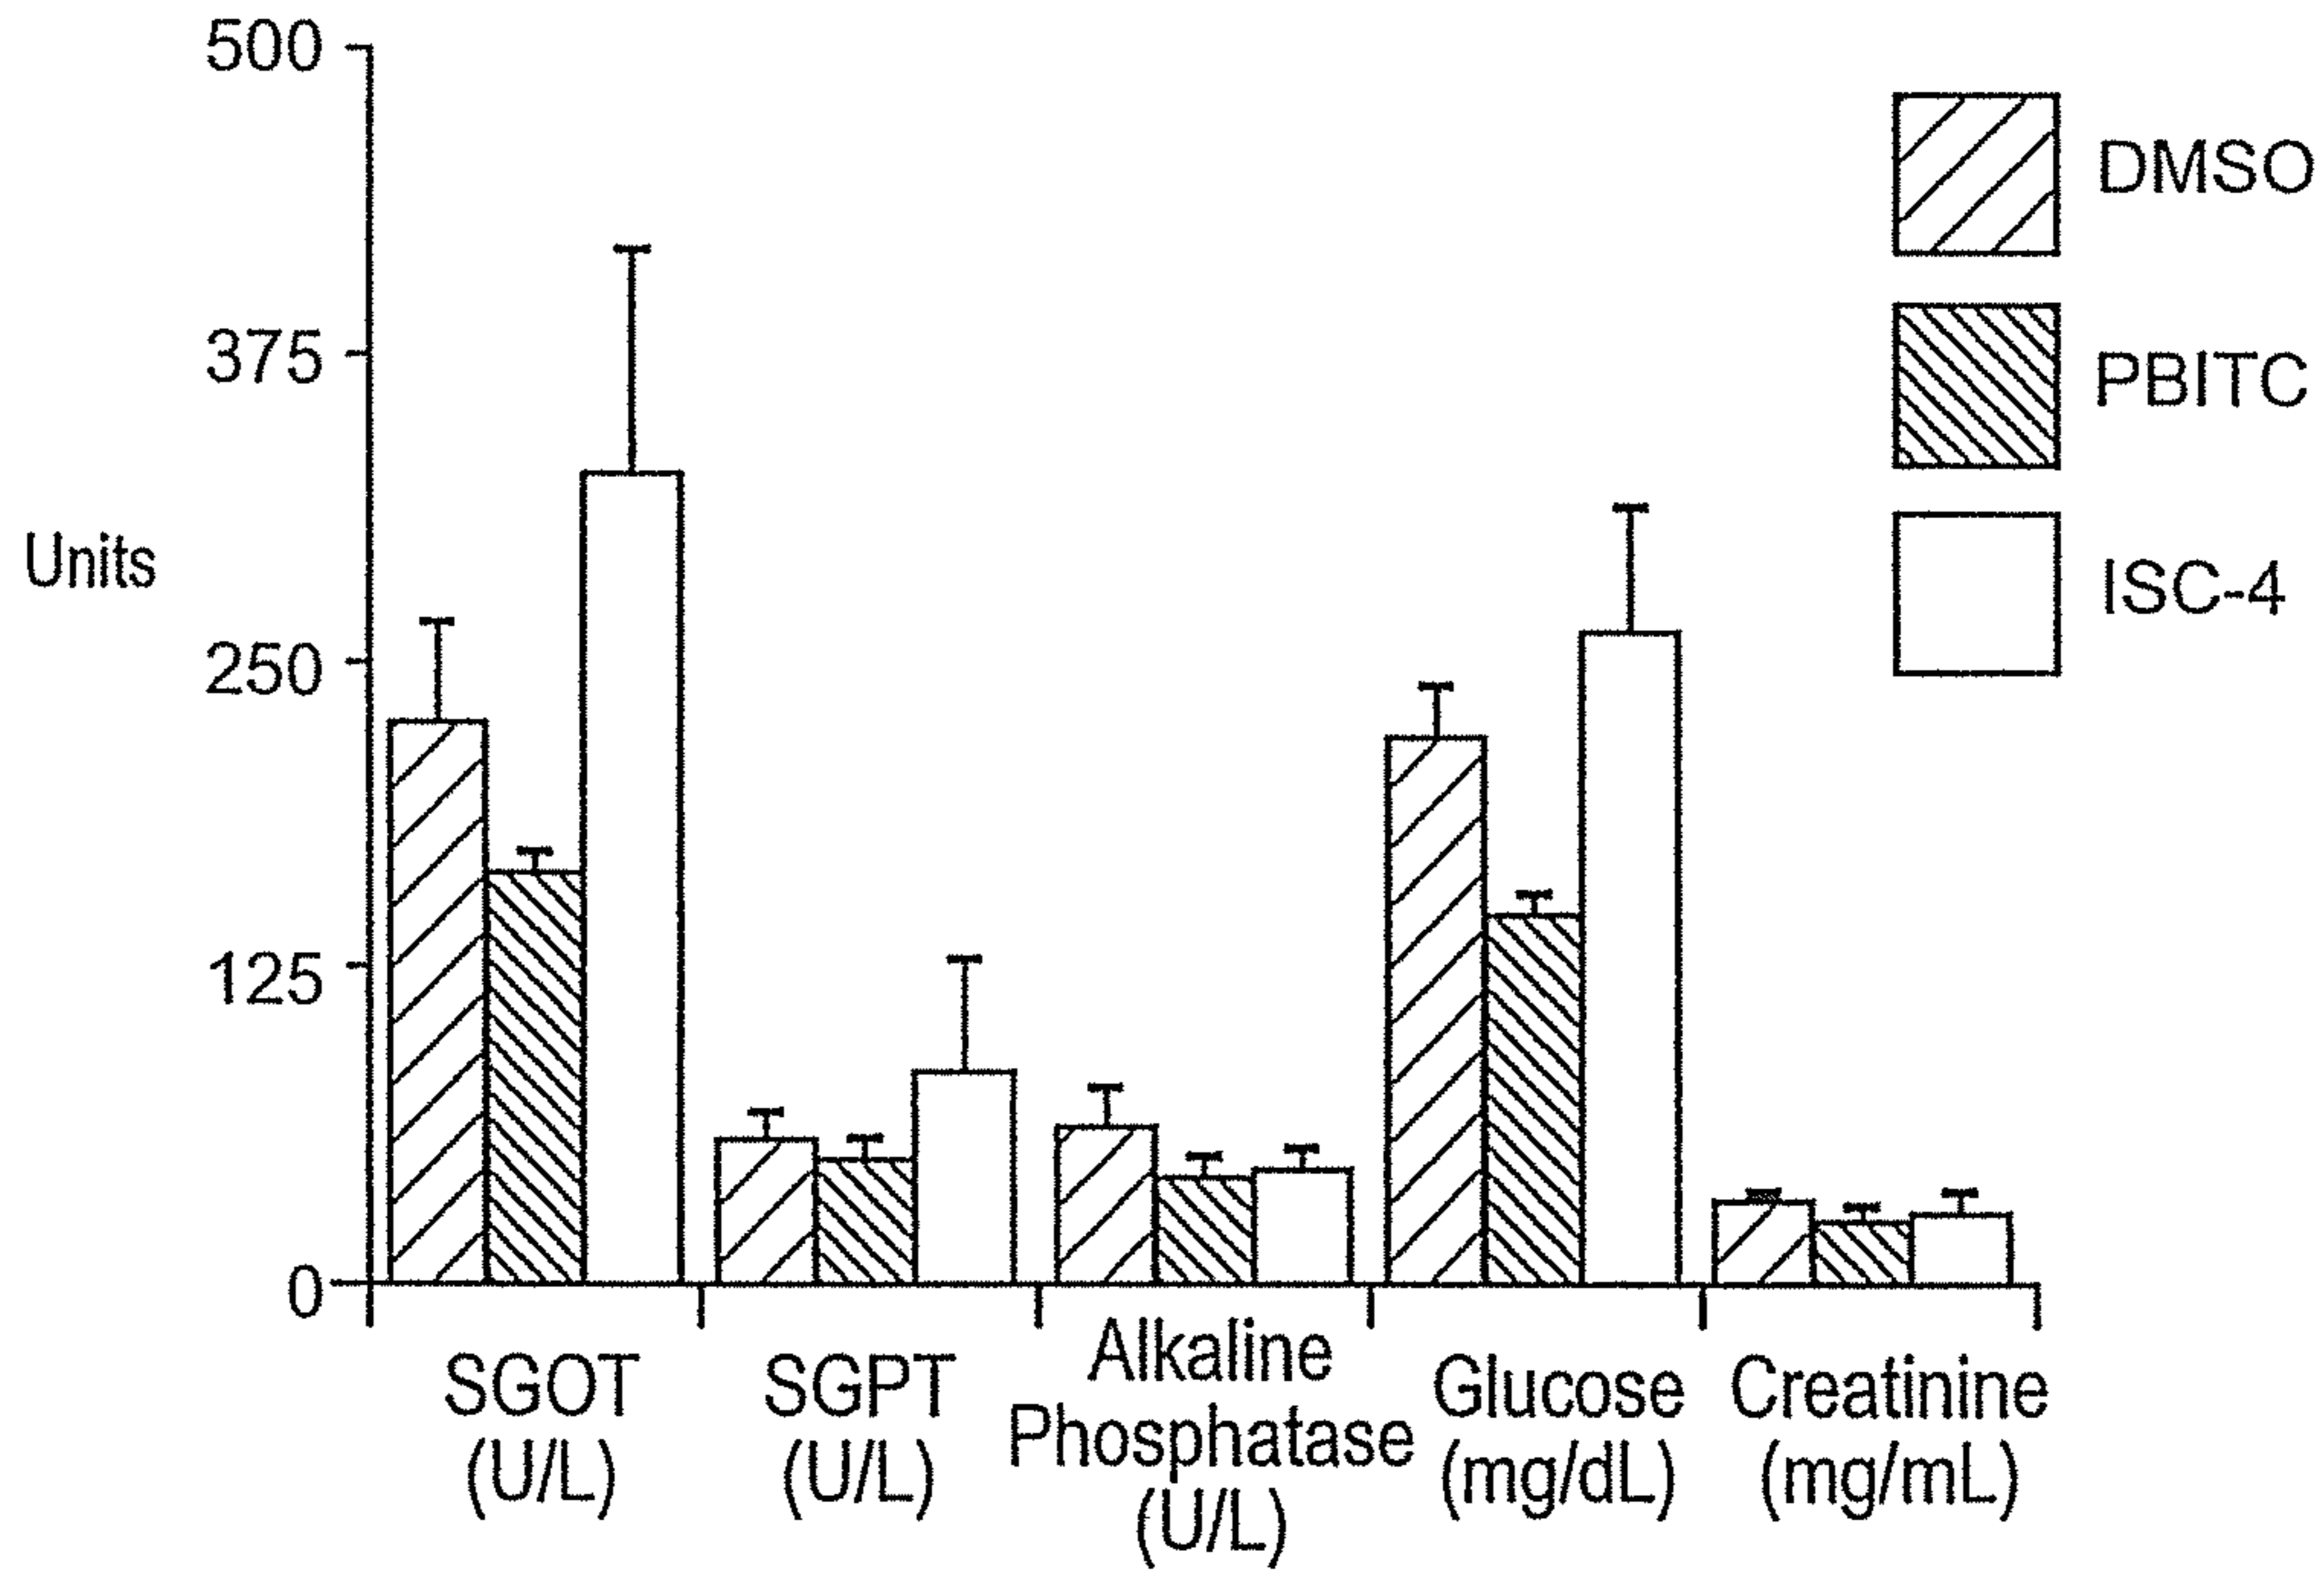 500
375
250
125
0
Units
DMSO
PBITC
ISC-4
SGOT
(U/L)
SGPT
(U/L)
Alkaline
Phosphatase
(U/L)
Glucose
(mg/dL)
Creatinine
(mg/mL)